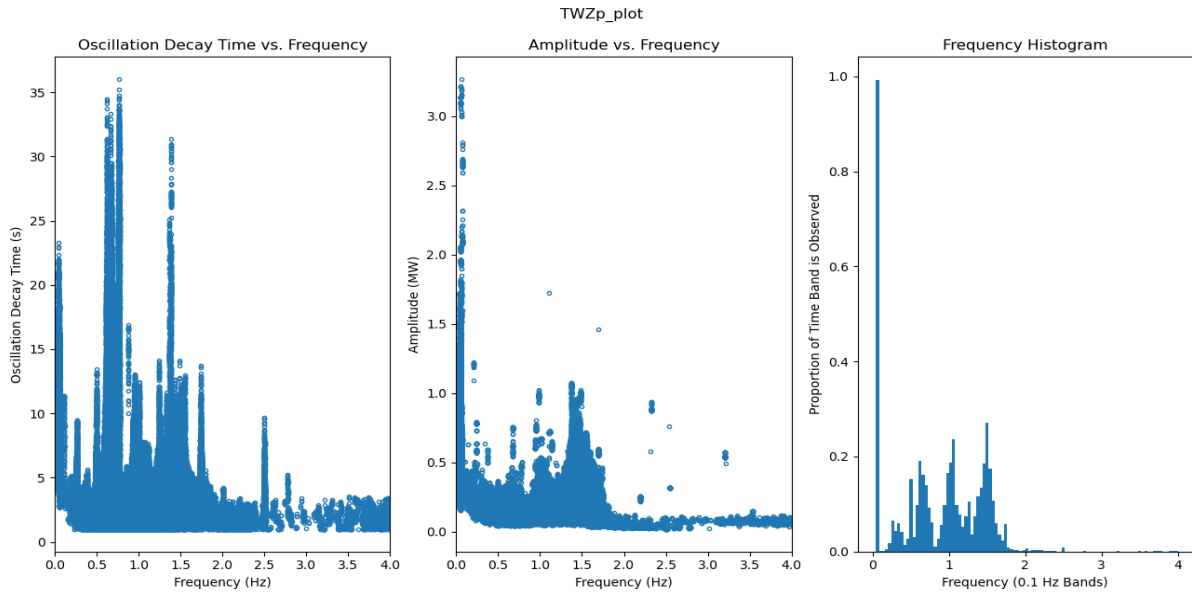 TWZp_plot
Oscillation Decay Time vs. Frequency
Amplitude vs. Frequency
Frequency Histogram
Oscillation Decay Time (s)
35
30
25
20
15
10
5
0
0.0 0.5 1.0 1.5 2.0 2.5 3.0 3.5 4.0
Frequency (Hz)
Amplitude (MW)
3.0
2.5
2.0
1.5
1.0
0.5
0.0
0.0 0.5 1.0 1.5 2.0 2.5 3.0 3.5 4.0
Frequency (Hz)
Proportion of Time Band is Observed
1.0
0.8
0.6
0.4
0.2
0.0
0 1 2 3 4
Frequency (0.1 Hz Bands)